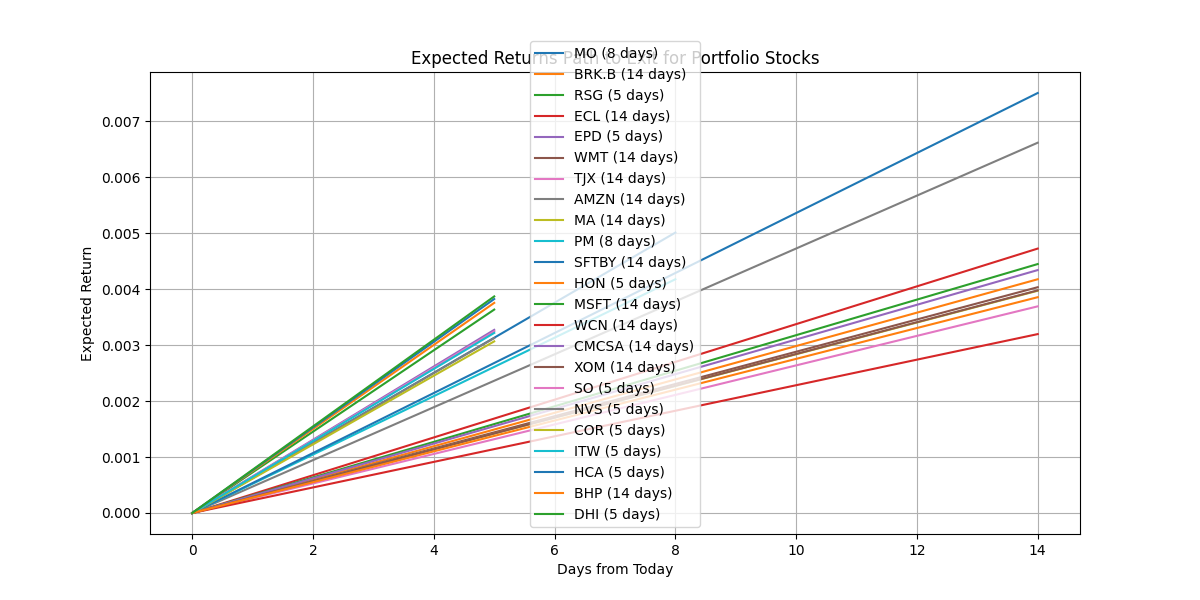 Expected Returns Path to Exit for Portfolio Stocks
MO (8 days)
BRK.B (14 days)
RSG (5 days)
ECL (14 days)
EPD (5 days)
WMT (14 days)
TJX (14 days)
AMZN (14 days)
MA (14 days)
PM (8 days)
SFTBY (14 days)
HON (5 days)
MSFT (14 days)
WCN (14 days)
CMCSA (14 days)
XOM (14 days)
SO (5 days)
NVS (5 days)
COR (5 days)
ITW (5 days)
HCA (5 days)
BHP (14 days)
DHI (5 days)
Expected Return
0.007
0.006
0.005
0.004
0.003
0.002
0.001
0.000
0 2 4 6 8 10 12 14
Days from Today